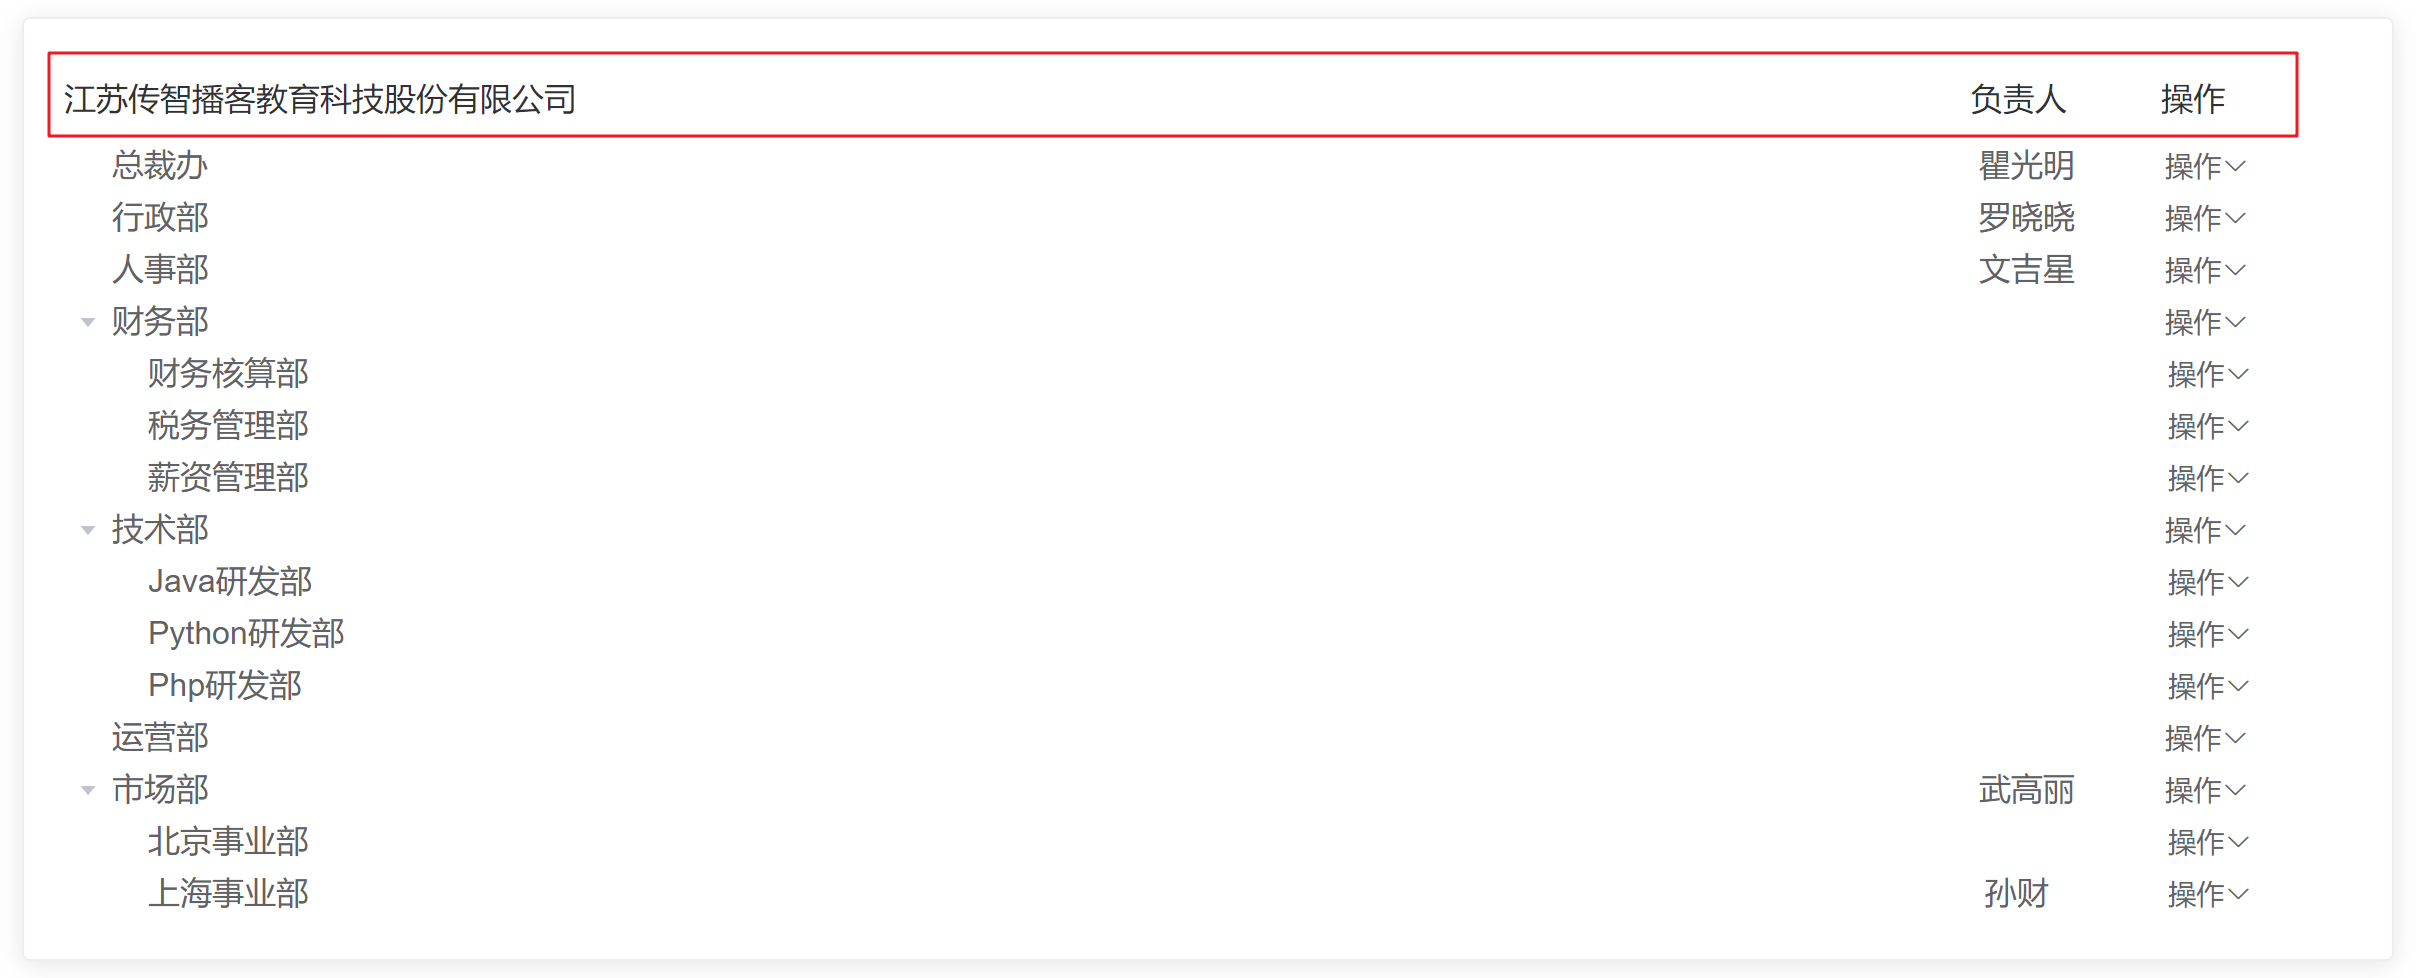 江苏传智播客教育科技股份有限公司 负责人 操作
总裁办 瞿光明 操作
行政部 罗晓晓 操作
人事部 文吉星 操作
财务部 操作
财务核算部 操作
税务管理部 操作
薪资管理部 操作
技术部 操作
Java研发部 操作
Python研发部 操作
Php研发部 操作
运营部 操作
市场部 武高丽 操作
北京事业部 操作
上海事业部 孙财 操作